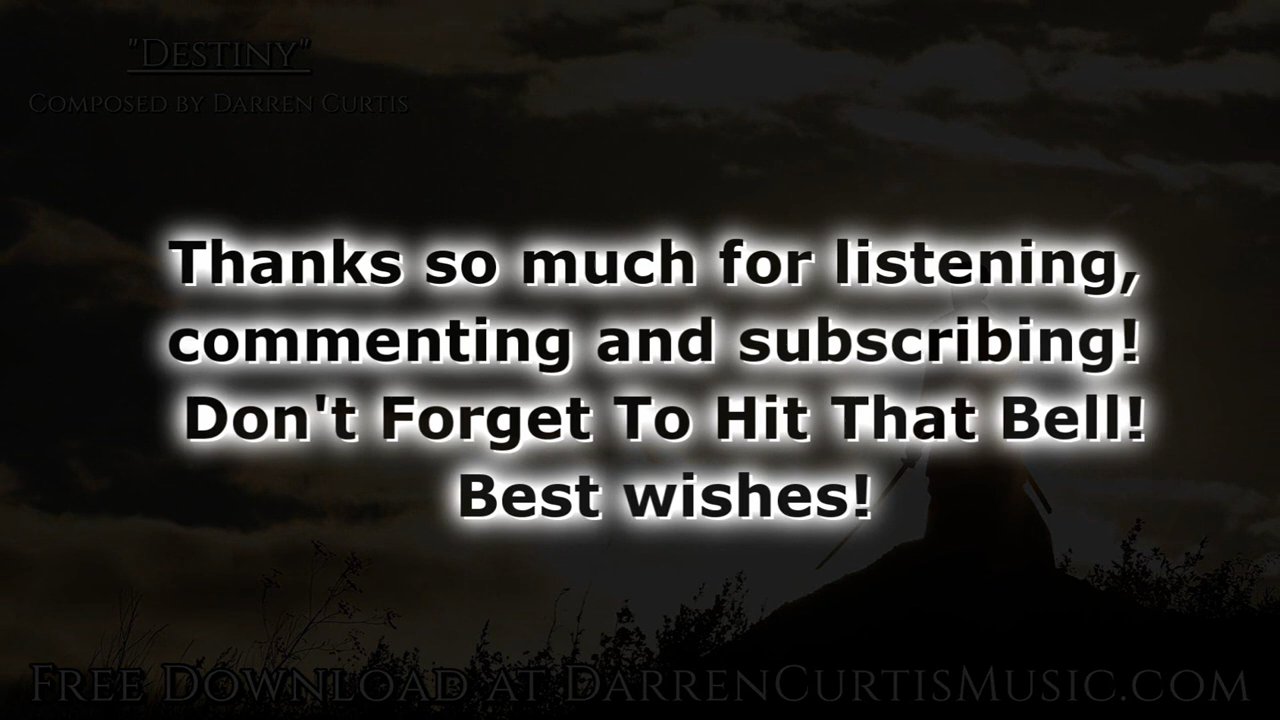 "Destiny"
Composed by Darren Curtis
Thanks so much for listening,
commenting and subscribing!
Don't Forget To Hit That Bell!
Best wishes!
Free Download at DarrenCurtisMusic.com